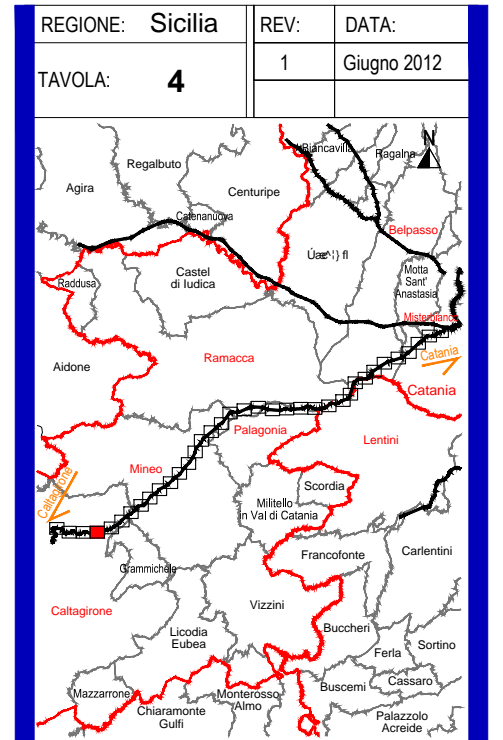 REGIONE: Sicilia
REV:
DATA:
TAVOLA: 4
1
Giugno 2012
N
Biancavilla
Ragalna
Regalbuto
Agira
Centuripe
Catenanuova
Belpasso
Motta
Sant'
Anastasia
Castel
di Iudica
Raddusa
Misterbianco
Catania
Ramacca
Aidone
Catania
Palagonia
Lentini
Mineo
Scordia
Caltagirone
Militello
in Val di Catania
Francofonte
Carlentini
Grammichele
Caltagirone
Vizzini
Licodia
Eubea
Buccheri
Ferla
Sortino
Cassaro
Buscemi
Mazzarrone
Monterosso
Almo
Chiaramonte
Gulfi
Palazzolo
Acreide